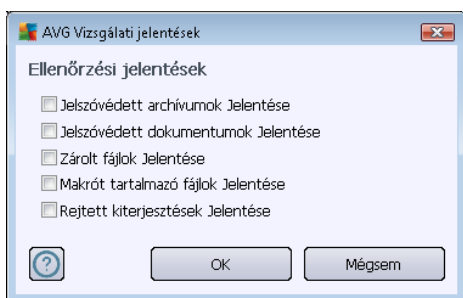 AVG Vizsgálati jelentések
Ellenőrzési jelentések
Jelszóvédett archívumok Jelentése
Jelszóvédett dokumentumok Jelentése
Zárolt fájlok Jelentése
Makrót tartalmazó fájlok Jelentése
Rejtett kiterjesztések Jelentése
? OK Mégsem